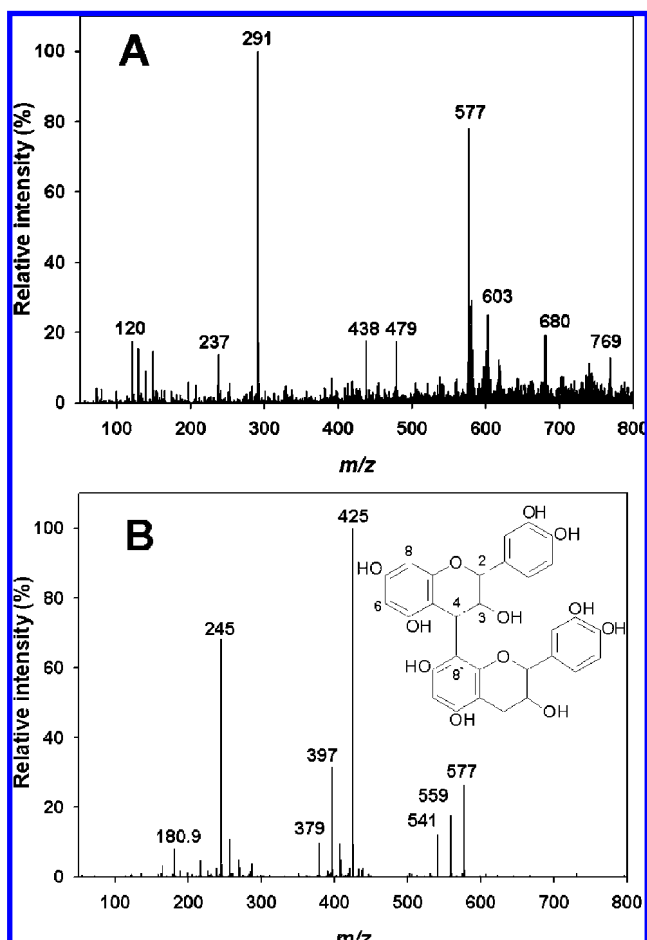 A
291
577
603
680
769
438
479
120
237
Relative intensity (%)
100
80
60
40
20
0
100 200 300 400 500 600 700 800
m/z
B
425
245
397
379
180.9
577
559
541
OH
OH
8
O
2
HO
6
4
3
OH
OH
OH
OH
O
HO
8'
OH
OH
Relative intensity (%)
100
80
60
40
20
0
100 200 300 400 500 600 700 800
m/z